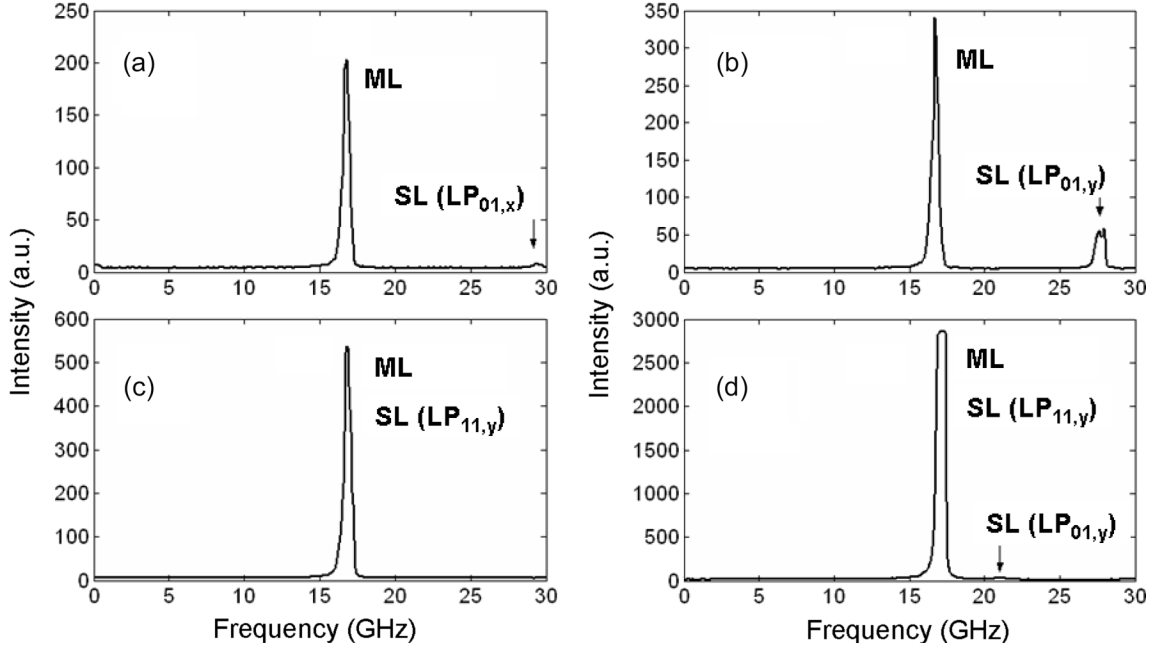 (a)
ML
SL (LP01,x)
250
200
150
100
50
0
0 5 10 15 20 25 30
(b)
ML
SL (LP01,y)
350
300
250
200
150
100
50
0
0 5 10 15 20 25 30
(c)
ML
SL (LP11,y)
600
500
400
300
200
100
0
0 5 10 15 20 25 30
(d)
ML
SL (LP11,y)
SL (LP01,y)
3000
2500
2000
1500
1000
500
0
0 5 10 15 20 25 30
Intensity (a.u.)
Intensity (a.u.)
Frequency (GHz)
Frequency (GHz)